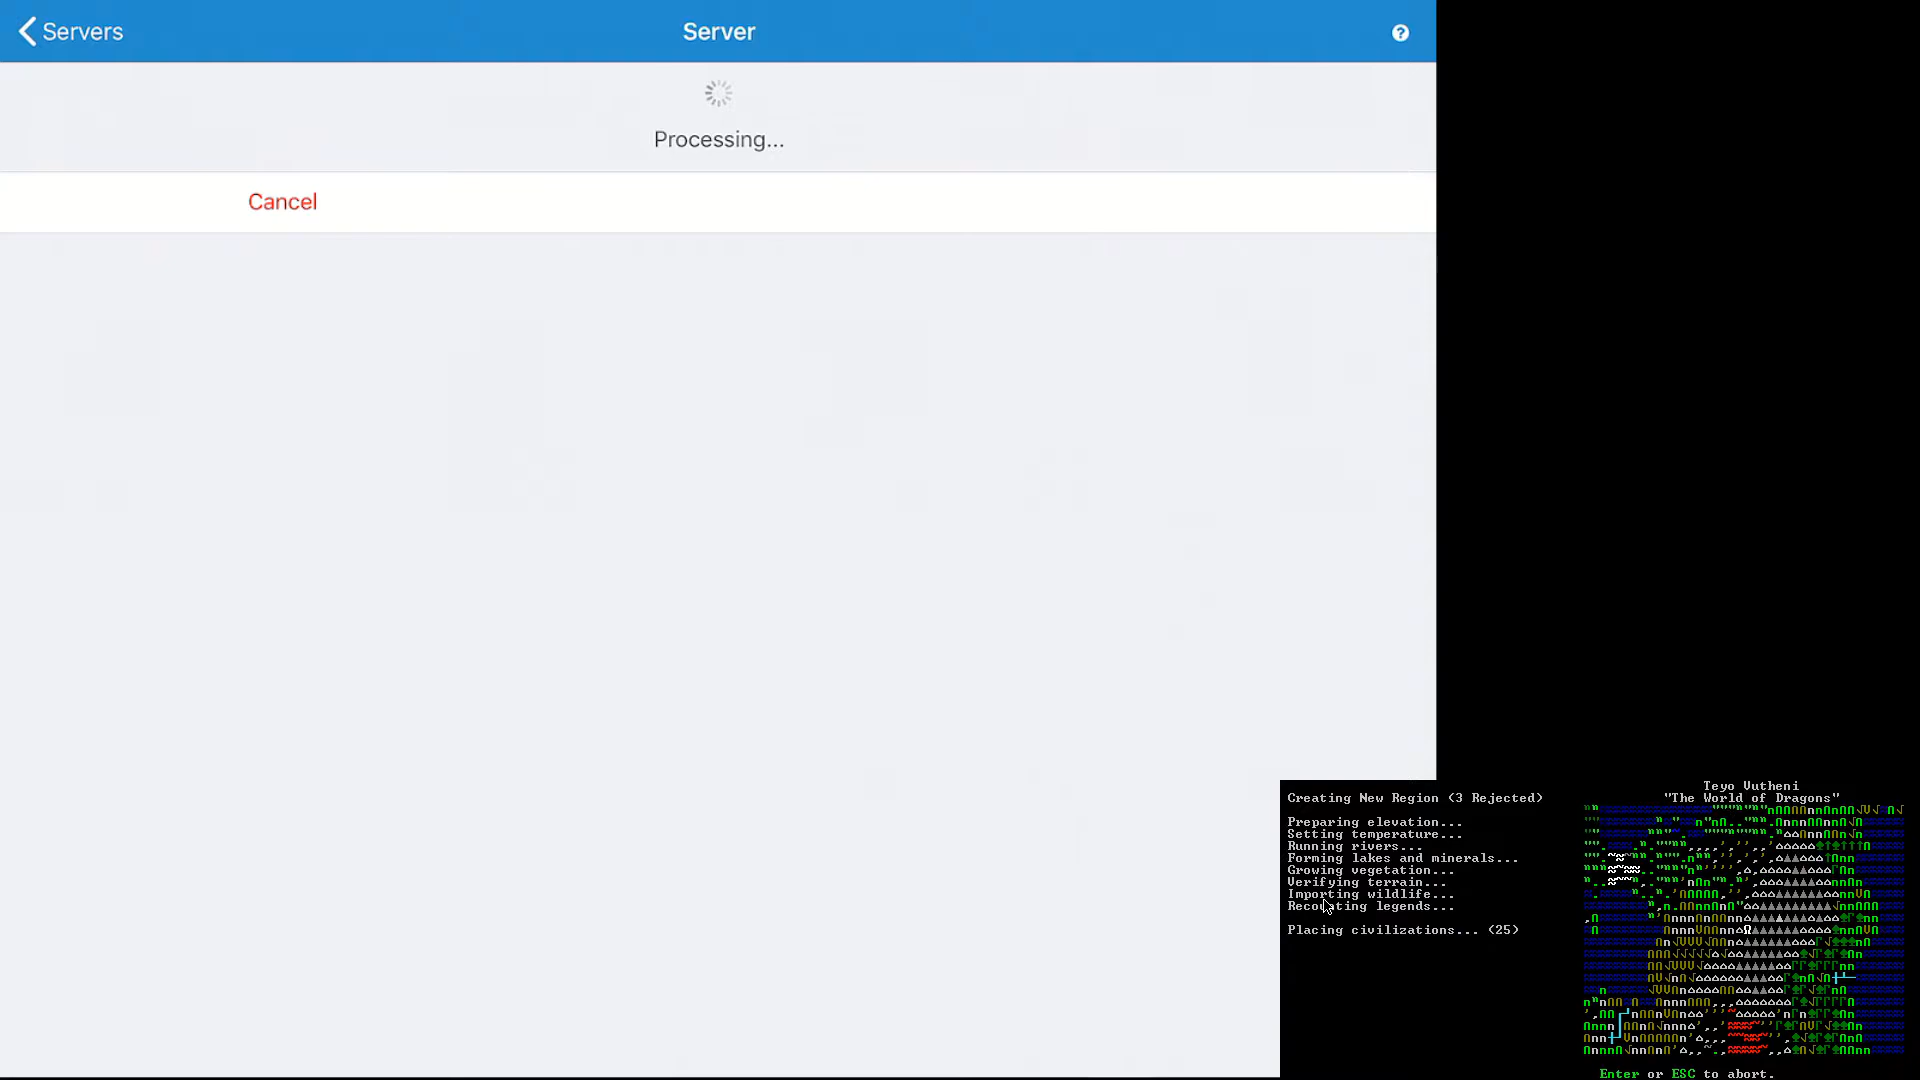 Servers
Server
?
Processing...
Cancel
Creating New Region (3 Rejected)
Preparing elevation...
Setting temperature...
Running rivers...
Forming lakes and minerals...
Growing vegetation...
Verifying terrain...
Importing wildlife...
Recounting legends...
Placing civilizations... (25)
Teyo Vutheni
"The World of Dragons"
Enter or ESC to abort.